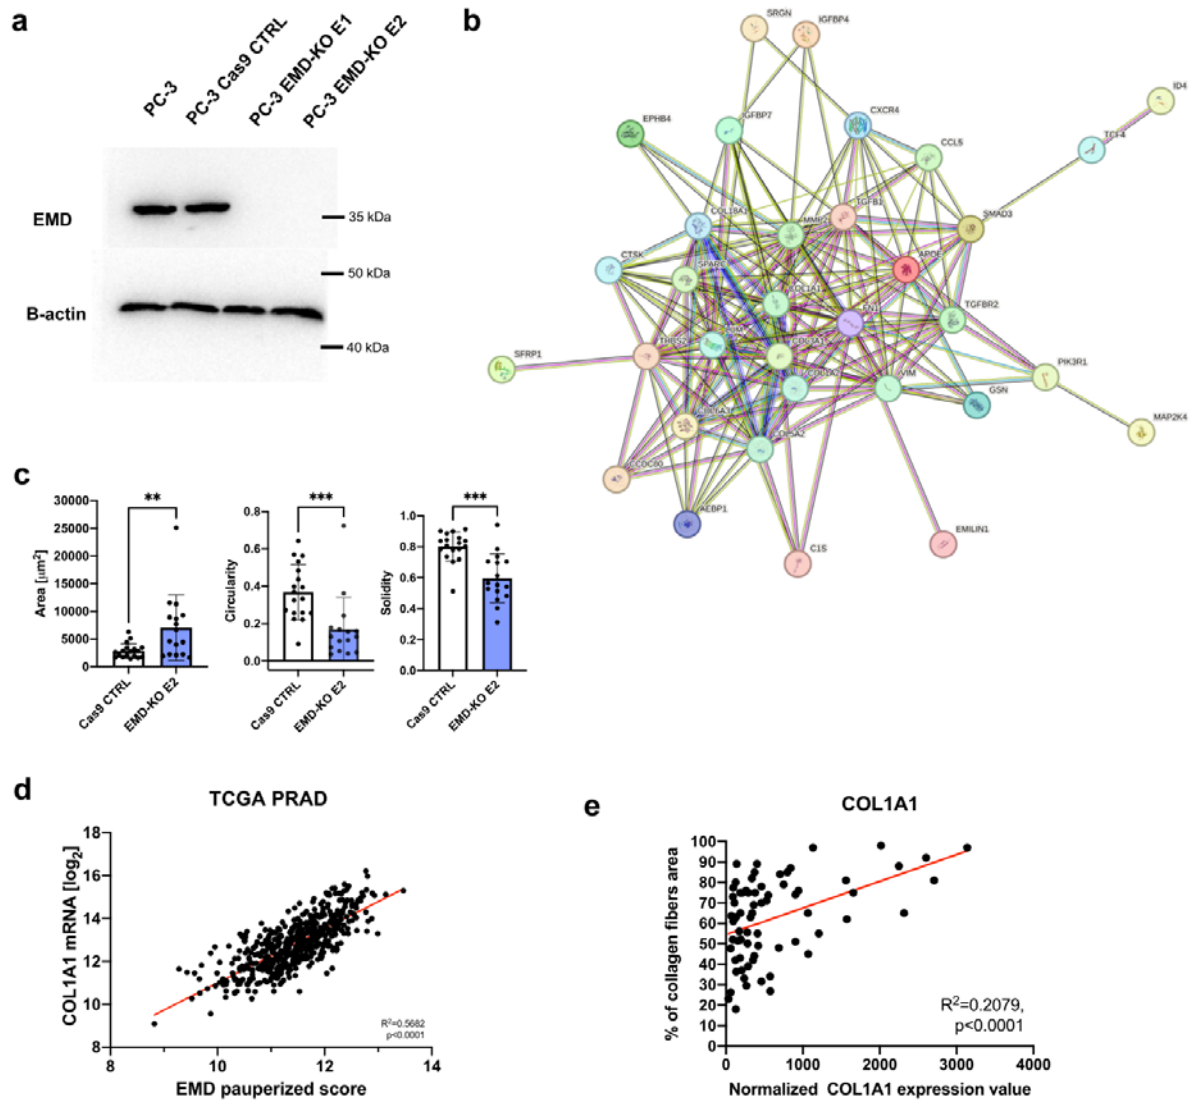 a
PC-3
PC-3 Cas9 CTRL
PC-3 EMD-KO E1
PC-3 EMD-KO E2
EMD
35 kDa
50 kDa
B-actin
40 kDa
b
SRGN
IGFBP4
ID4
EPHB4
IGFBP7
CXCR4
TCF4
CCL5
COL18A1
MMP2
TGFB1
SMAD3
CTSK
SPARC
APOE
COL1A1
FN1
TGFBR2
THBS2
COL3A1
SFRP1
COL1A2
VIM
PIK3R1
GSN
COL6A3
MAP2K4
COL5A2
CCDC80
AEBP1
C1S
EMILIN1
c
**
30000
25000
20000
15000
10000
5000
0
Area [µm²]
Cas9 CTRL
EMD-KO E2
***
0.8
0.6
0.4
0.2
0.0
Circularity
Cas9 CTRL
EMD-KO E2
***
1.0
0.8
0.6
0.4
0.2
0.0
Solidity
Cas9 CTRL
EMD-KO E2
d
TCGA PRAD
18
16
14
12
10
8
COL1A1 mRNA [log₂]
R²=0.5682
p<0.0001
8
10
12
14
EMD pauperized score
e
COL1A1
100
90
80
70
60
50
40
30
20
10
0
% of collagen fibers area
R²=0.2079,
p<0.0001
0
1000
2000
3000
4000
Normalized COL1A1 expression value